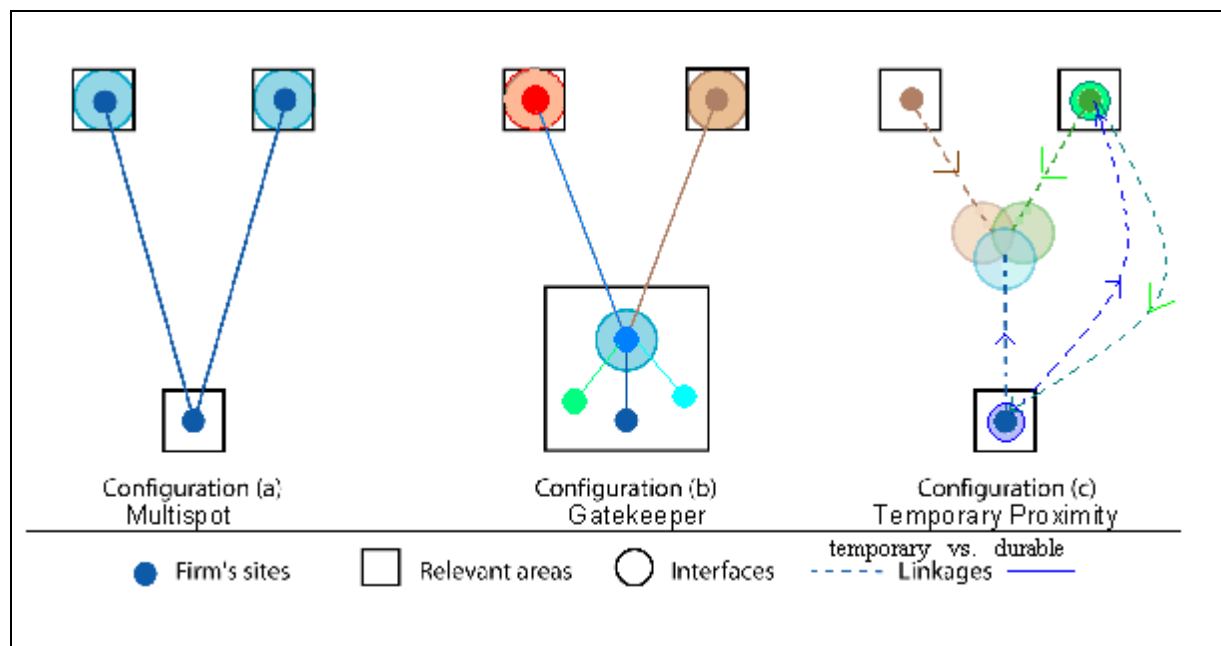 Configuration (a) Configuration (b) Configuration (c)
Multispot Gatekeeper Temporary Proximity
temporary vs. durable
Firm's sites Relevant areas Interfaces Linkages